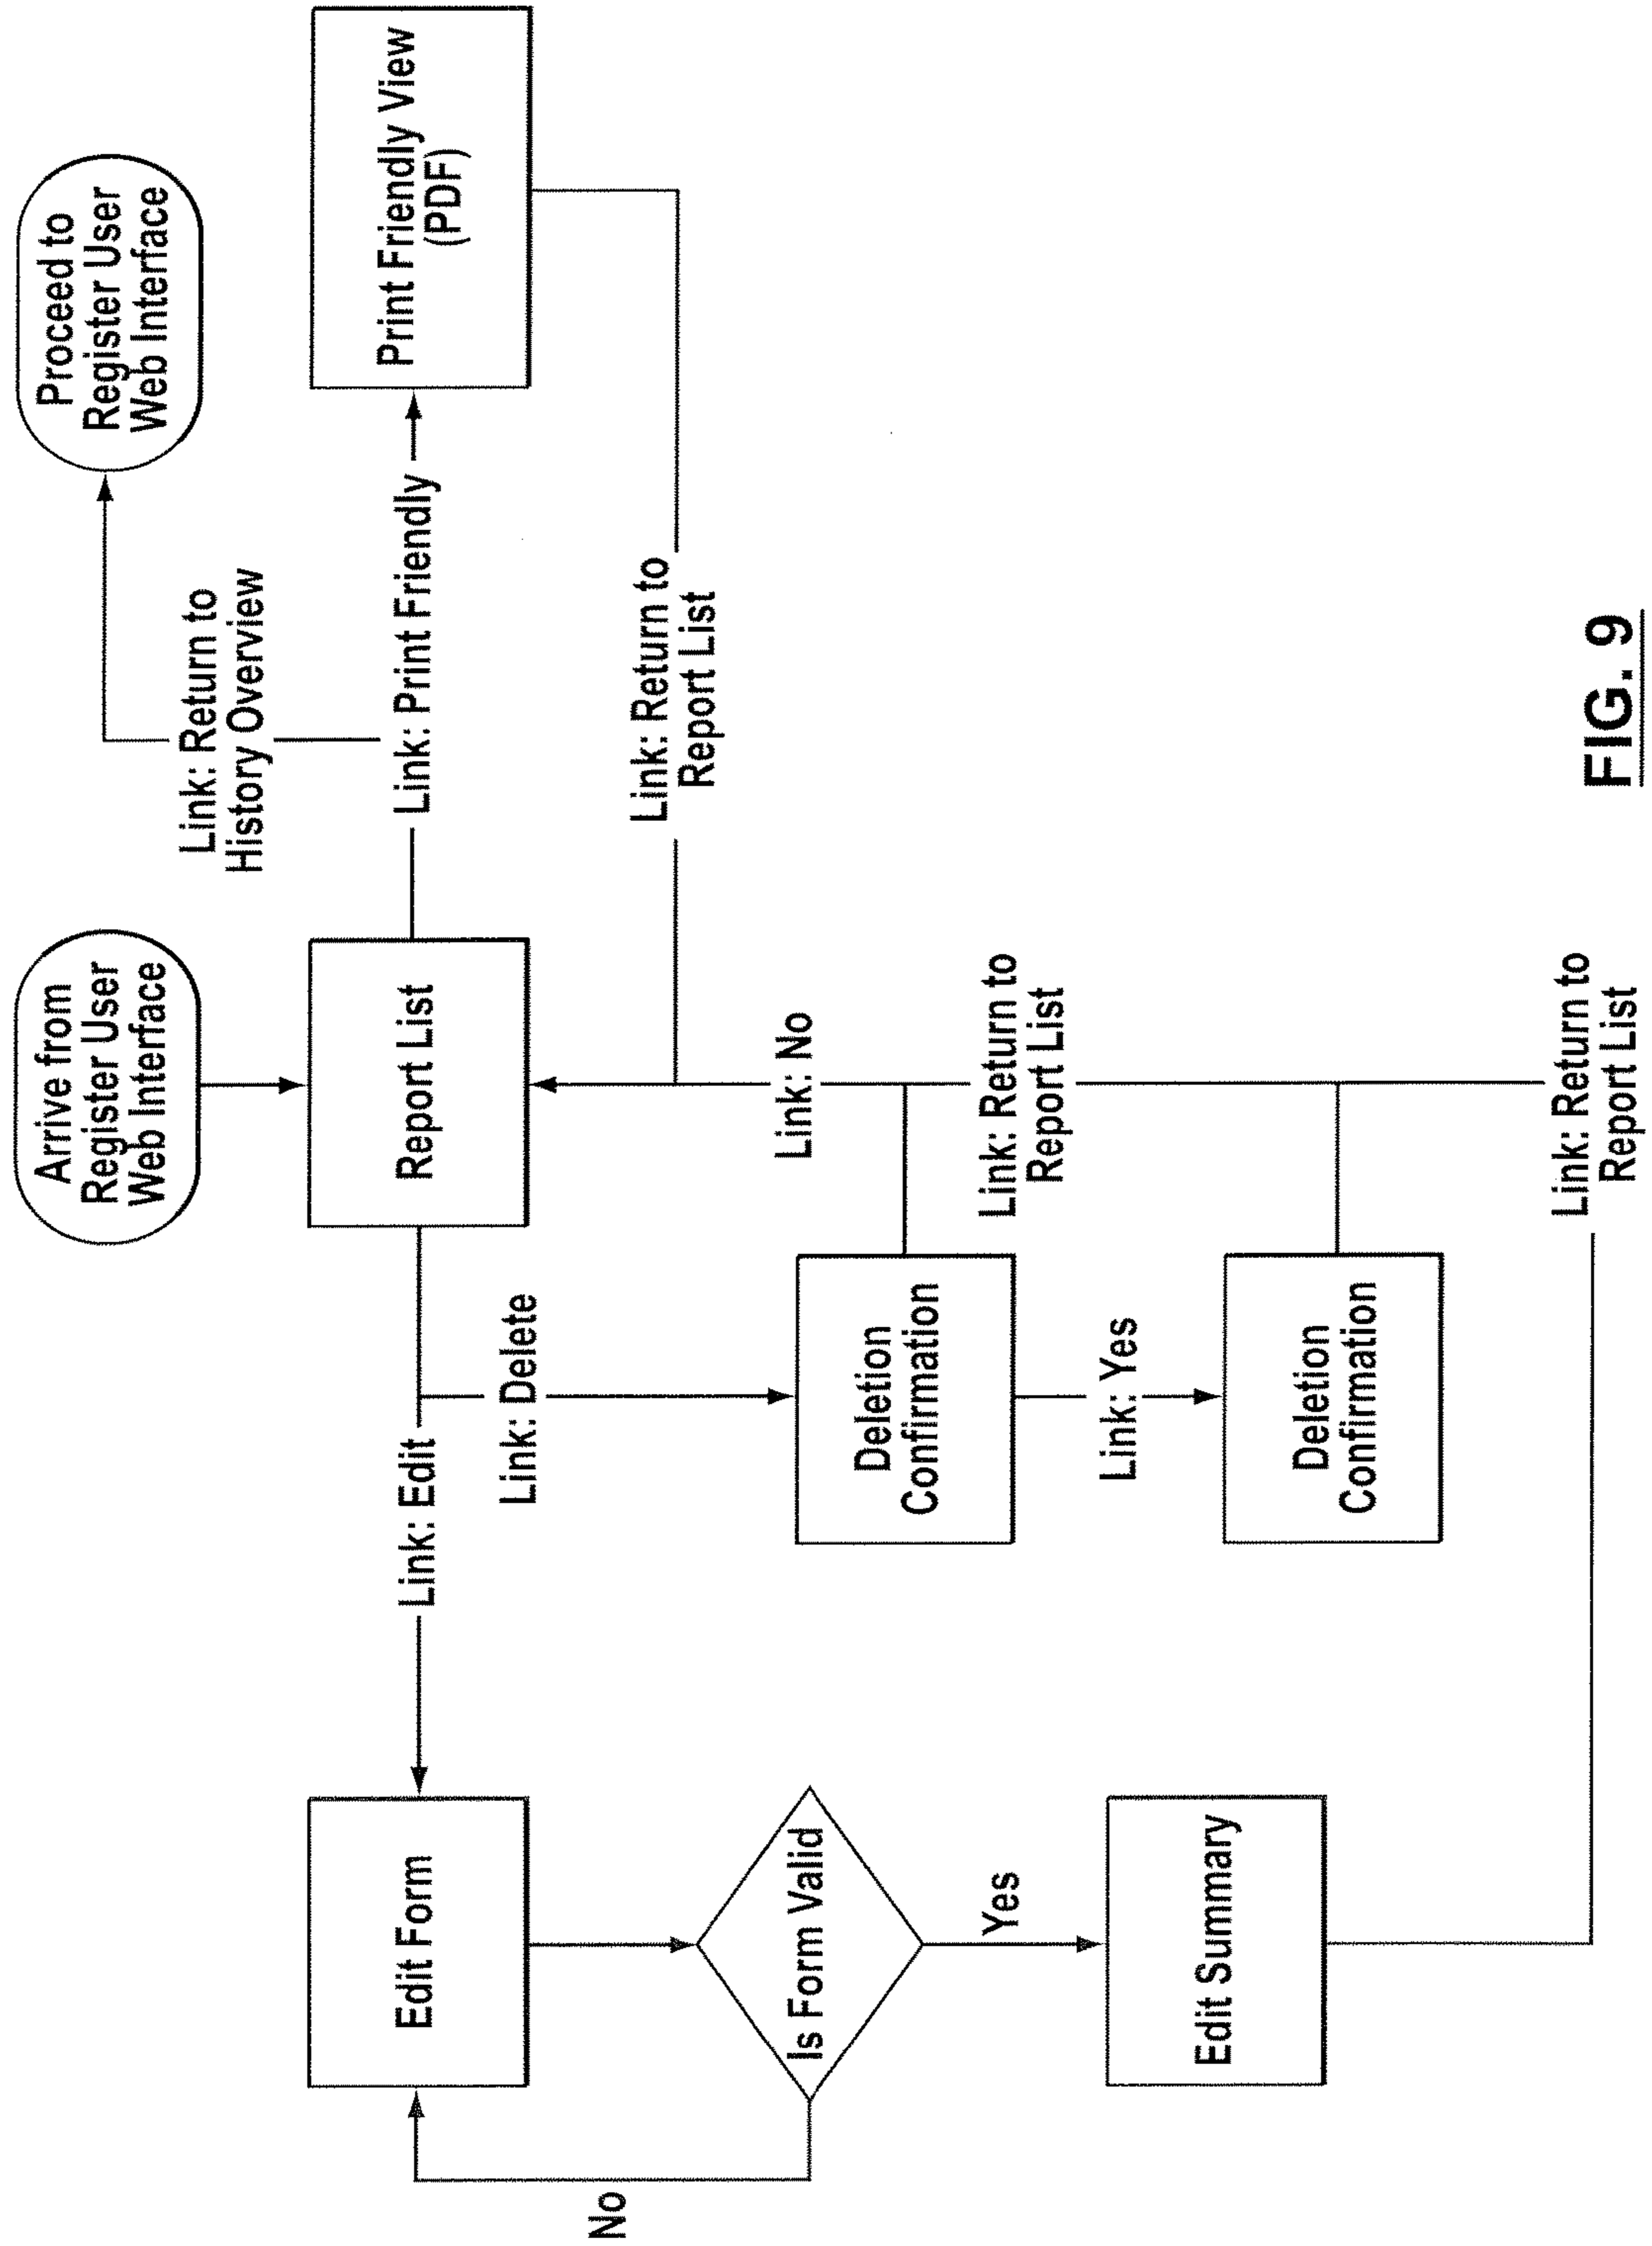 Arrive from
Register User
Web Interface
Proceed to
Register User
Web Interface
Link: Return to
History Overview
Edit Form
Link: Edit
Report List
Link: Print Friendly
Print Friendly View
(PDF)
Link: Delete
No
Link: Return to
Report List
Is Form Valid
Link: No
Deletion
Confirmation
Yes
Link: Return to
Report List
Link: Yes
Edit Summary
Deletion
Confirmation
Link: Return to
Report List
FIG. 9